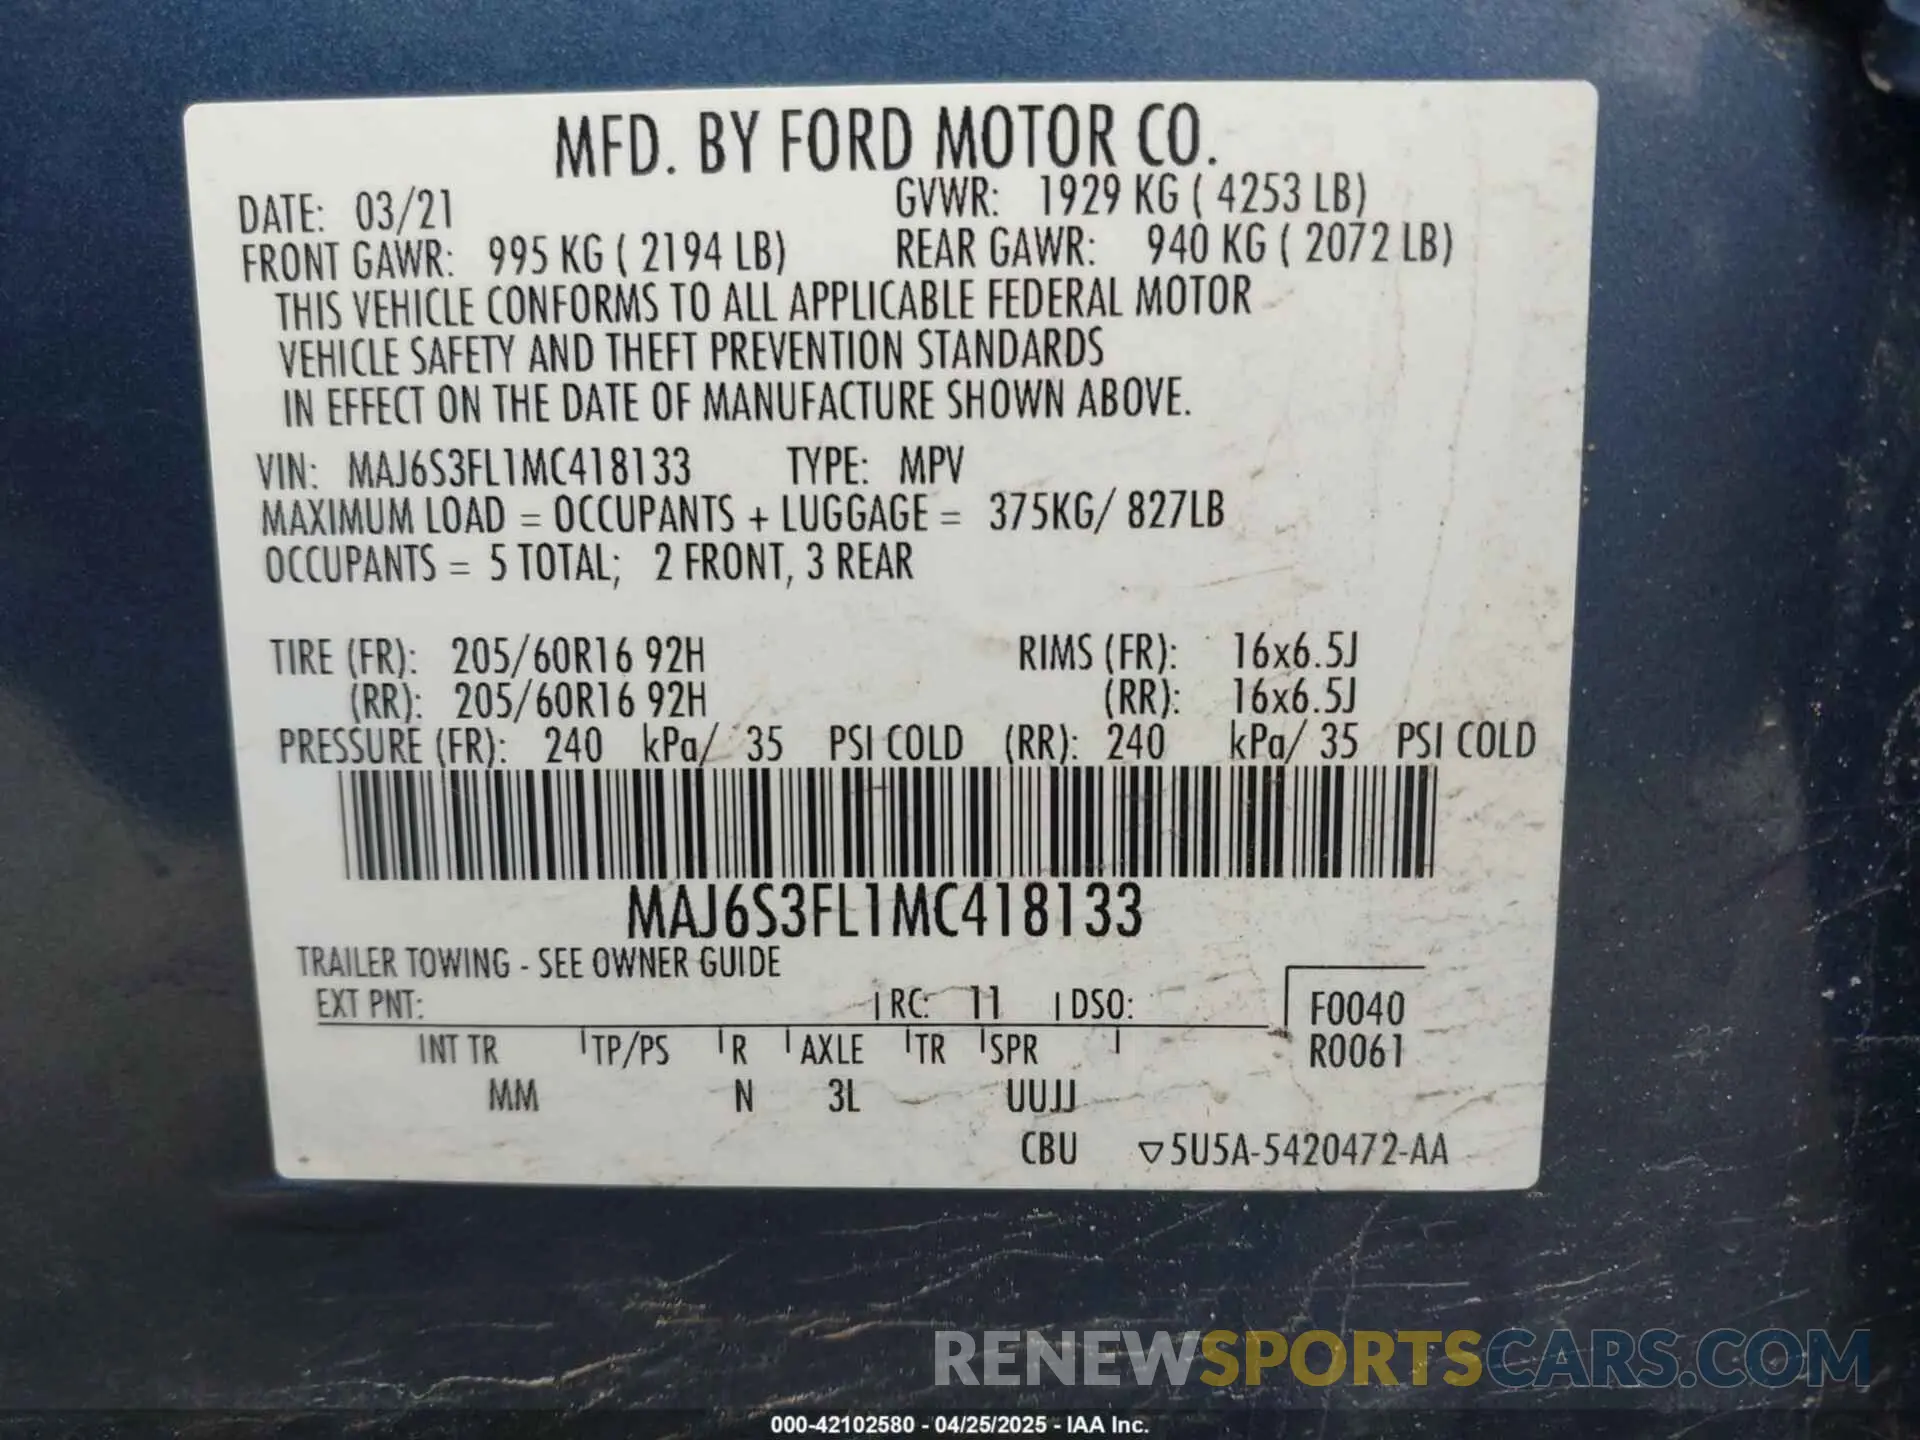 MFD. BY FORD MOTOR CO.
DATE: 03/21 GVWR: 1929 KG ( 4253 LB)
FRONT GAWR: 995 KG ( 2194 LB) REAR GAWR: 940 KG ( 2072 LB)
THIS VEHICLE CONFORMS TO ALL APPLICABLE FEDERAL MOTOR
VEHICLE SAFETY AND THEFT PREVENTION STANDARDS
IN EFFECT ON THE DATE OF MANUFACTURE SHOWN ABOVE.
VIN: MAJ6S3FL1MC418133 TYPE: MPV
MAXIMUM LOAD = OCCUPANTS + LUGGAGE = 375KG/ 827LB
OCCUPANTS = 5 TOTAL; 2 FRONT, 3 REAR
TIRE (FR): 205/60R16 92H RIMS (FR): 16x6.5J
(RR): 205/60R16 92H (RR): 16x6.5J
PRESSURE (FR): 240 kPa/ 35 PSI COLD (RR): 240 kPa/ 35 PSI COLD
MAJ6S3FL1MC418133
TRAILER TOWING - SEE OWNER GUIDE
EXT PNT: RC: 11 DSO: F0040
INT TR TP/PS R AXLE TR SPR R0061
MM N 3L UUJJ
CBU ▽5U5A-5420472-AA
RENEWSPORTSCARS.COM
000-42102580 - 04/25/2025 - IAA Inc.